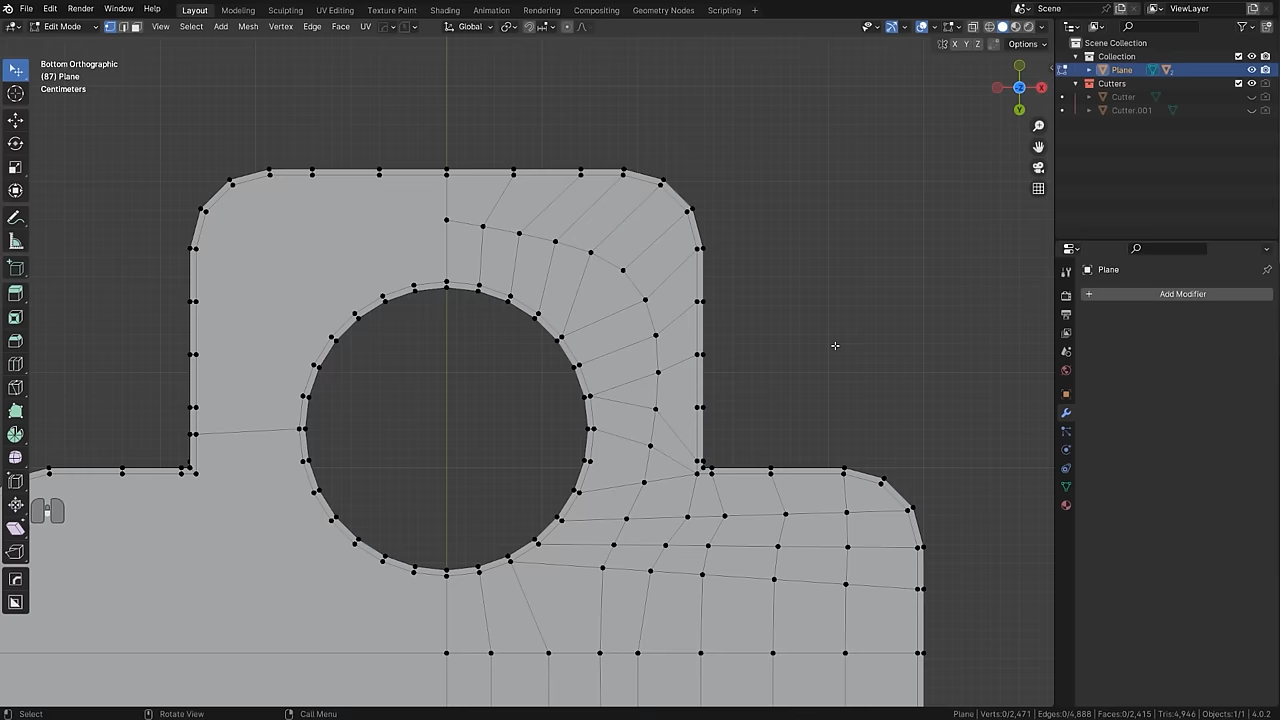 File Edit Render Window Help Layout Modeling Sculpting UV Editing Texture Paint Shading Animation Rendering Compositing Geometry Nodes Scripting + Scene ViewLayer
Edit Mode View Select Add Mesh Vertex Edge Face UV Global
X Y Z Options
Bottom Orthographic
(87) Plane
Centimeters
X
-Z
Y
Scene Collection
Collection
Plane 2
Cutters
Cutter
Cutter.001
Plane
+ Add Modifier
Select Rotate View Call Menu Plane | Verts:0/2,471 | Edges:0/4,888 | Faces:0/2,415 | Tris:4,946 | Objects:1/1 | 4.0.2